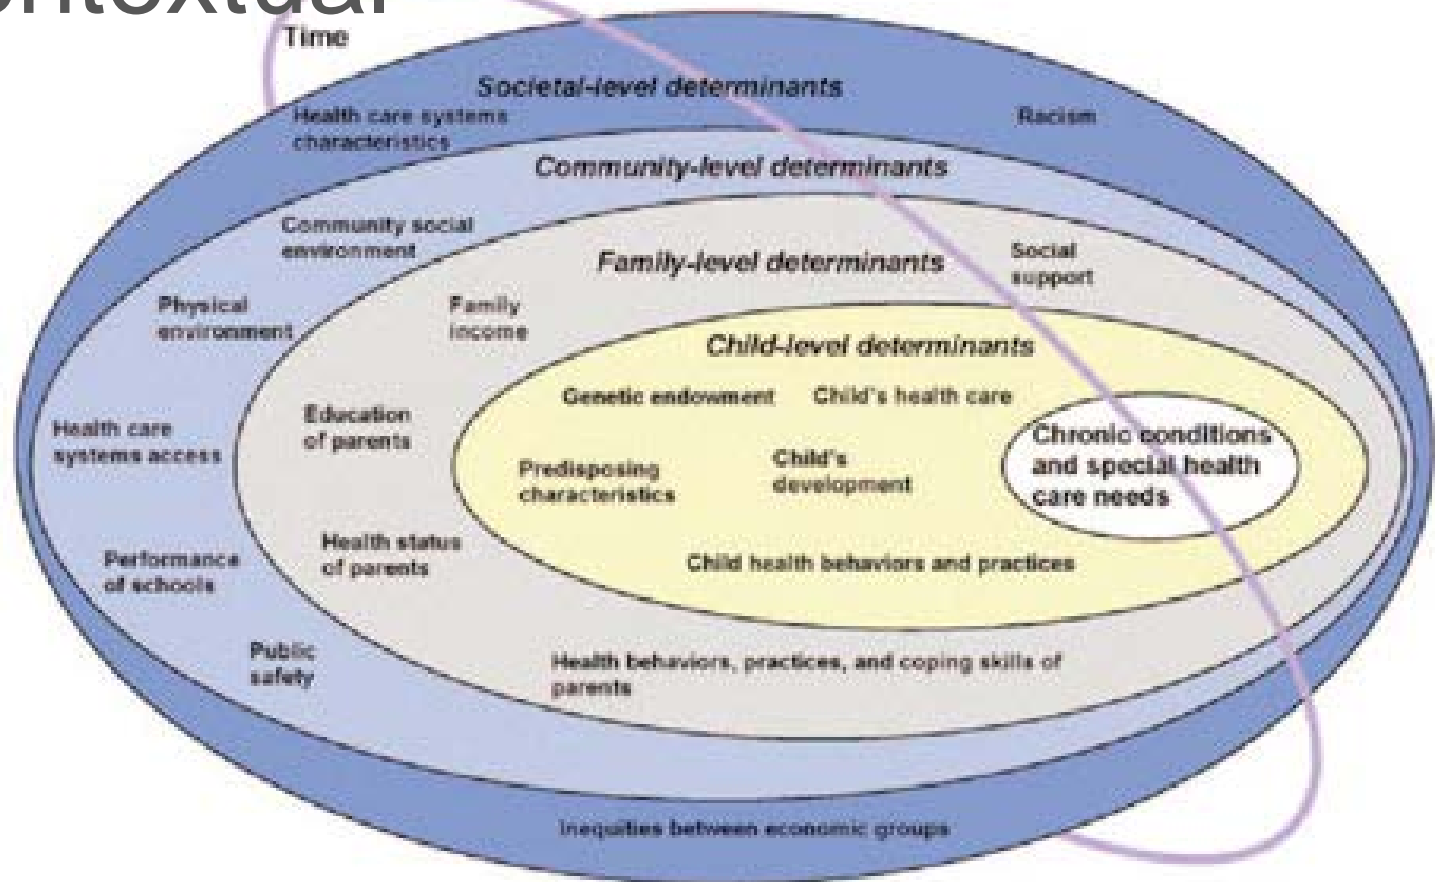 ontextual
Time
Societal-level determinants
Health care systems
characteristics
Racism
Community-level determinants
Community social
environment
Family-level determinants
Social
support
Physical
environment
Family
income
Child-level determinants
Genetic endowment
Child's health care
Education
of parents
Health care
systems access
Chronic conditions
and special health
care needs
Predisposing
characteristics
Child's
development
Health status
of parents
Performance
of schools
Child health behaviors and practices
Public
safety
Health behaviors, practices, and coping skills of
parents
Inequities between economic groups